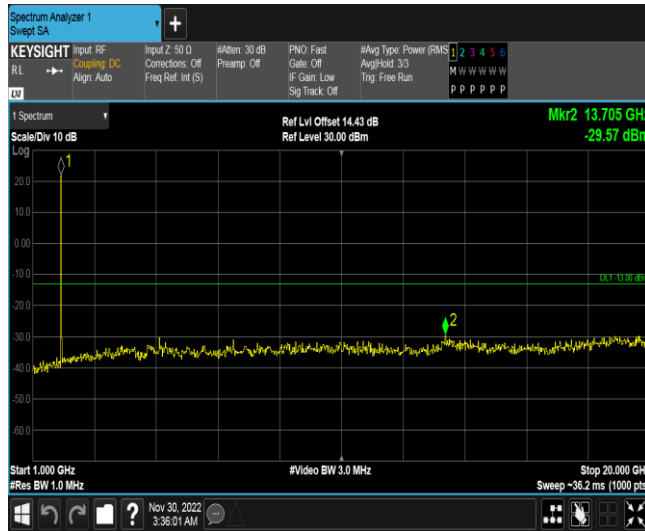 Spectrum Analyzer 1
Swept SA
+
KEYSIGHT
RL
LXI
Input: RF
Coupling: DC
Align: Auto
Input Z: 50 Ω
Corrections: Off
Freq Ref: Int (S)
#Atten: 30 dB
Preamp: Off
PNO: Fast
Gate: Off
IF Gain: Low
Sig Track: Off
#Avg Type: Power (RMS
Avg|Hold: 3/3
Trig: Free Run
1 2 3 4 5 6
M W W W W W
P P P P P P
1 Spectrum
Scale/Div 10 dB
Ref Lvl Offset 14.43 dB
Ref Level 30.00 dBm
Mkr2 13.705 GH
-29.57 dBm
Log
1
20.0
10.0
0.00
-10.0
DL1 -13.00 dBm
-20.0
2
-30.0
-40.0
-50.0
-60.0
Start 1.000 GHz
#Res BW 1.0 MHz
#Video BW 3.0 MHz
Stop 20.000 GH
Sweep ~36.2 ms (1000 pts
?
Nov 30, 2022
3:36:01 AM